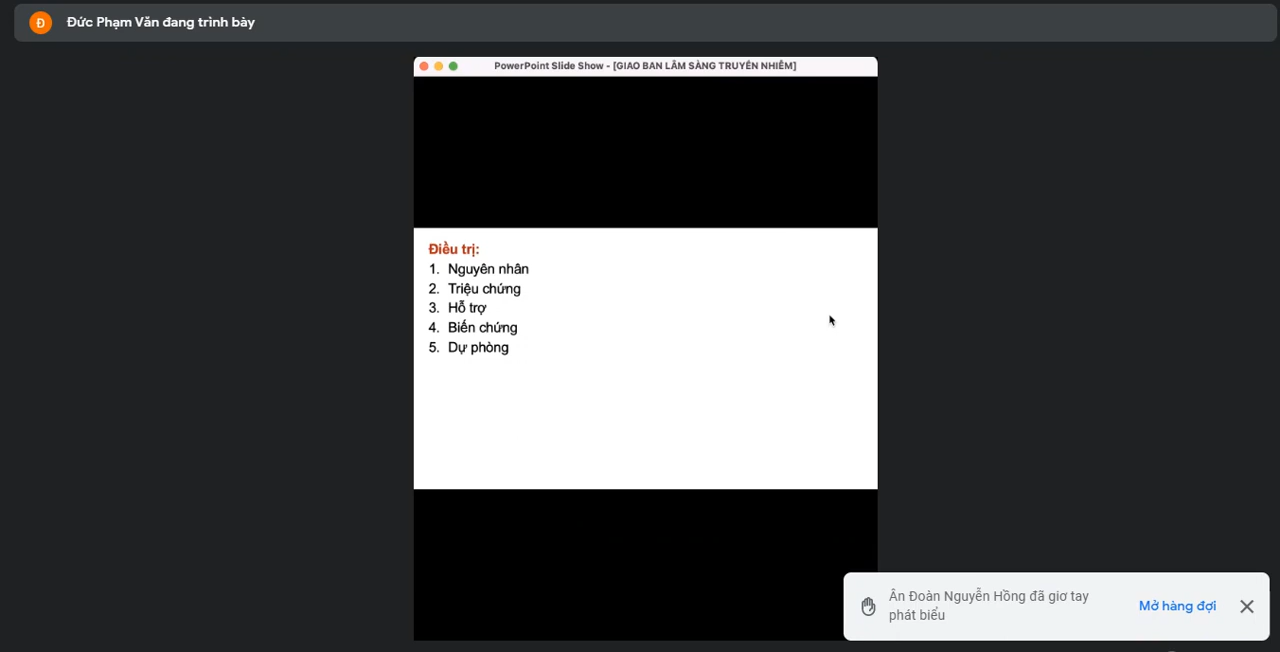 Đ
Đức Phạm Văn đang trình bày
PowerPoint Slide Show - [GIAO BAN LÂM SÀNG TRUYỀN NHIỄM]
Điều trị:
1. Nguyên nhân
2. Triệu chứng
3. Hỗ trợ
4. Biến chứng
5. Dự phòng
Ân Đoàn Nguyễn Hồng đã giơ tay
phát biểu
Mở hàng đợi